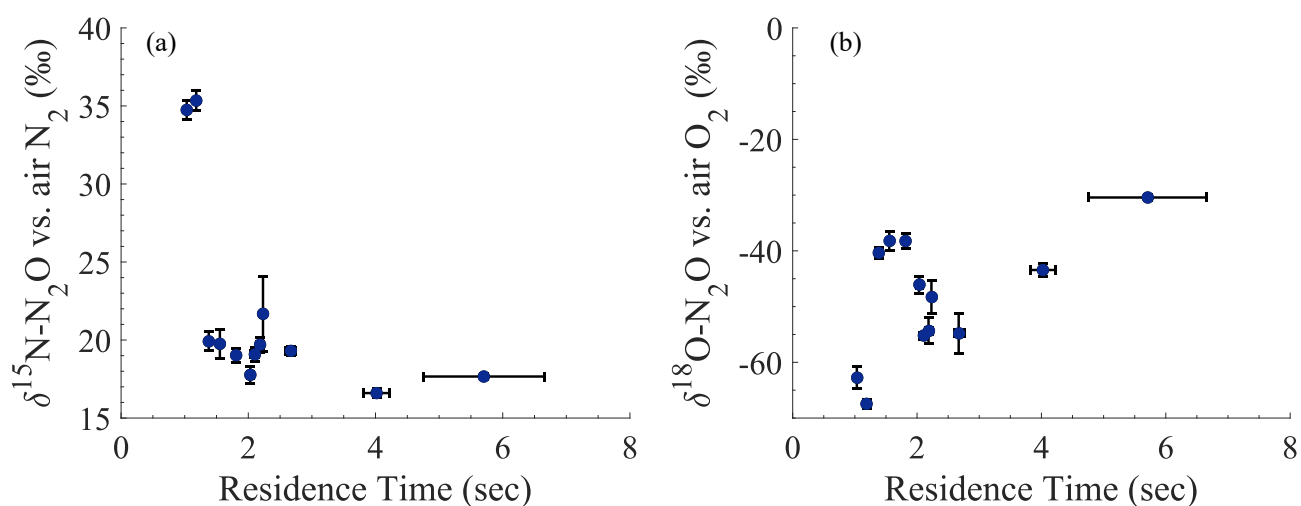 (a)
δ¹⁵N-N₂O vs. air N₂ (‰)
40
35
30
25
20
15
0 2 4 6 8
Residence Time (sec)
(b)
δ¹⁸O-N₂O vs. air O₂ (‰)
0
-20
-40
-60
0 2 4 6 8
Residence Time (sec)